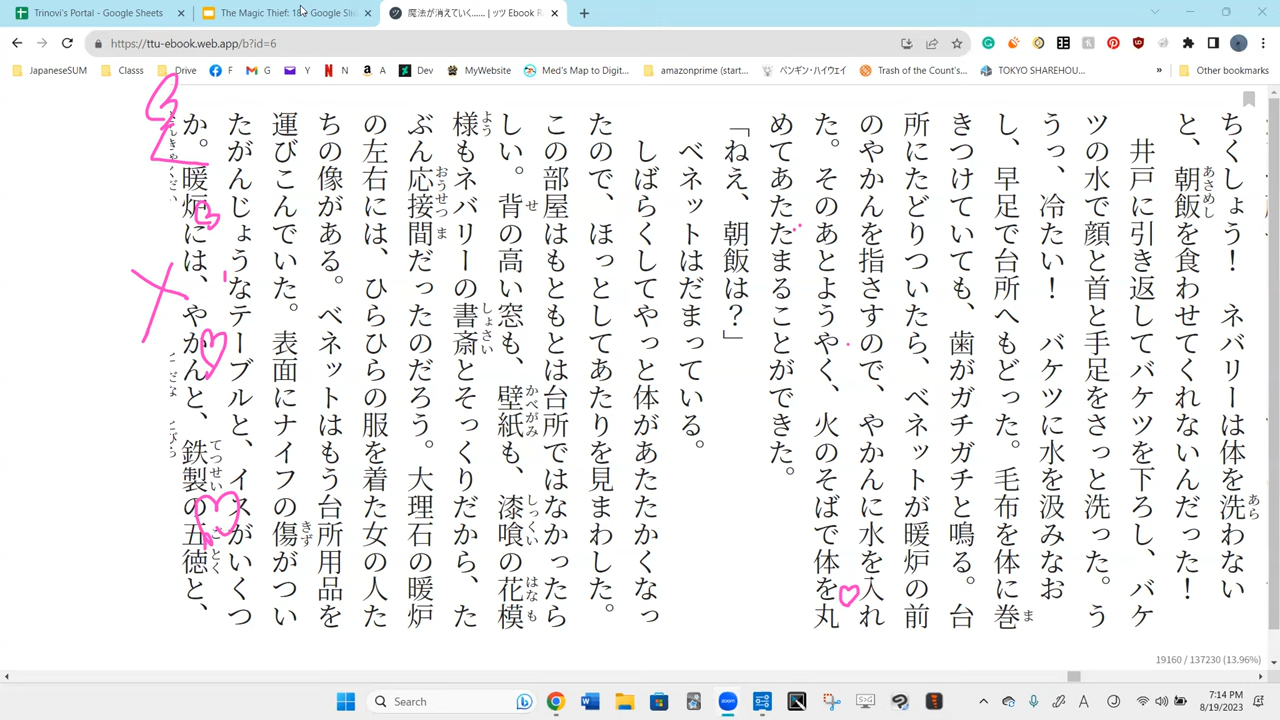 Trinovi's Portal - Google Sheets
The Magic Thief: 18 - Google Sli
魔法が消えていく...... | ッツ Ebook R
https://ttu-ebook.web.app/b?id=6
JapaneseSUM
Classs
Drive
F
M G
Y
N
A
Dev
MyWebsite
Med's Map to Digit...
amazonprime (start...
ペンギン・ハイウェイ
Trash of the Count's...
TOKYO SHAREHOU...
Other bookmarks
ちくしょう！　ネバリーは体を洗わない
と、朝飯を食わせてくれないんだった！
井戸に引き返してバケツを下ろし、バケ
ツの水で顔と首と手足をさっと洗った。う
うっ、冷たい！　バケツに水を汲みなお
し、早足で台所へもどった。毛布を体に巻
きつけていても、歯がガチガチと鳴る。台
所にたどりついたら、ベネットが暖炉の前
のやかんを指さすので、やかんに水を入れ
た。そのあとようやく、火のそばで体を丸
めてあたたまることができた。
「ねえ、朝飯は？」
ベネットはだまっている。
しばらくしてやっと体があたたかくなっ
たので、ほっとしてあたりを見まわした。
この部屋はもともとは台所ではなかったら
しい。背の高い窓も、壁紙も、漆喰の花模
様もネバリーの書斎とそっくりだから、た
ぶん応接間だったのだろう。大理石の暖炉
の左右には、ひらひらの服を着た女の人た
ちの像がある。ベネットはもう台所用品を
運びこんでいた。表面にナイフの傷がつい
たがんじょうなテーブルと、イスがいくつ
か。暖炉には、やかんと、鉄製の五徳と、
19160 / 137230 (13.96%)
Search
7:14 PM
8/19/2023